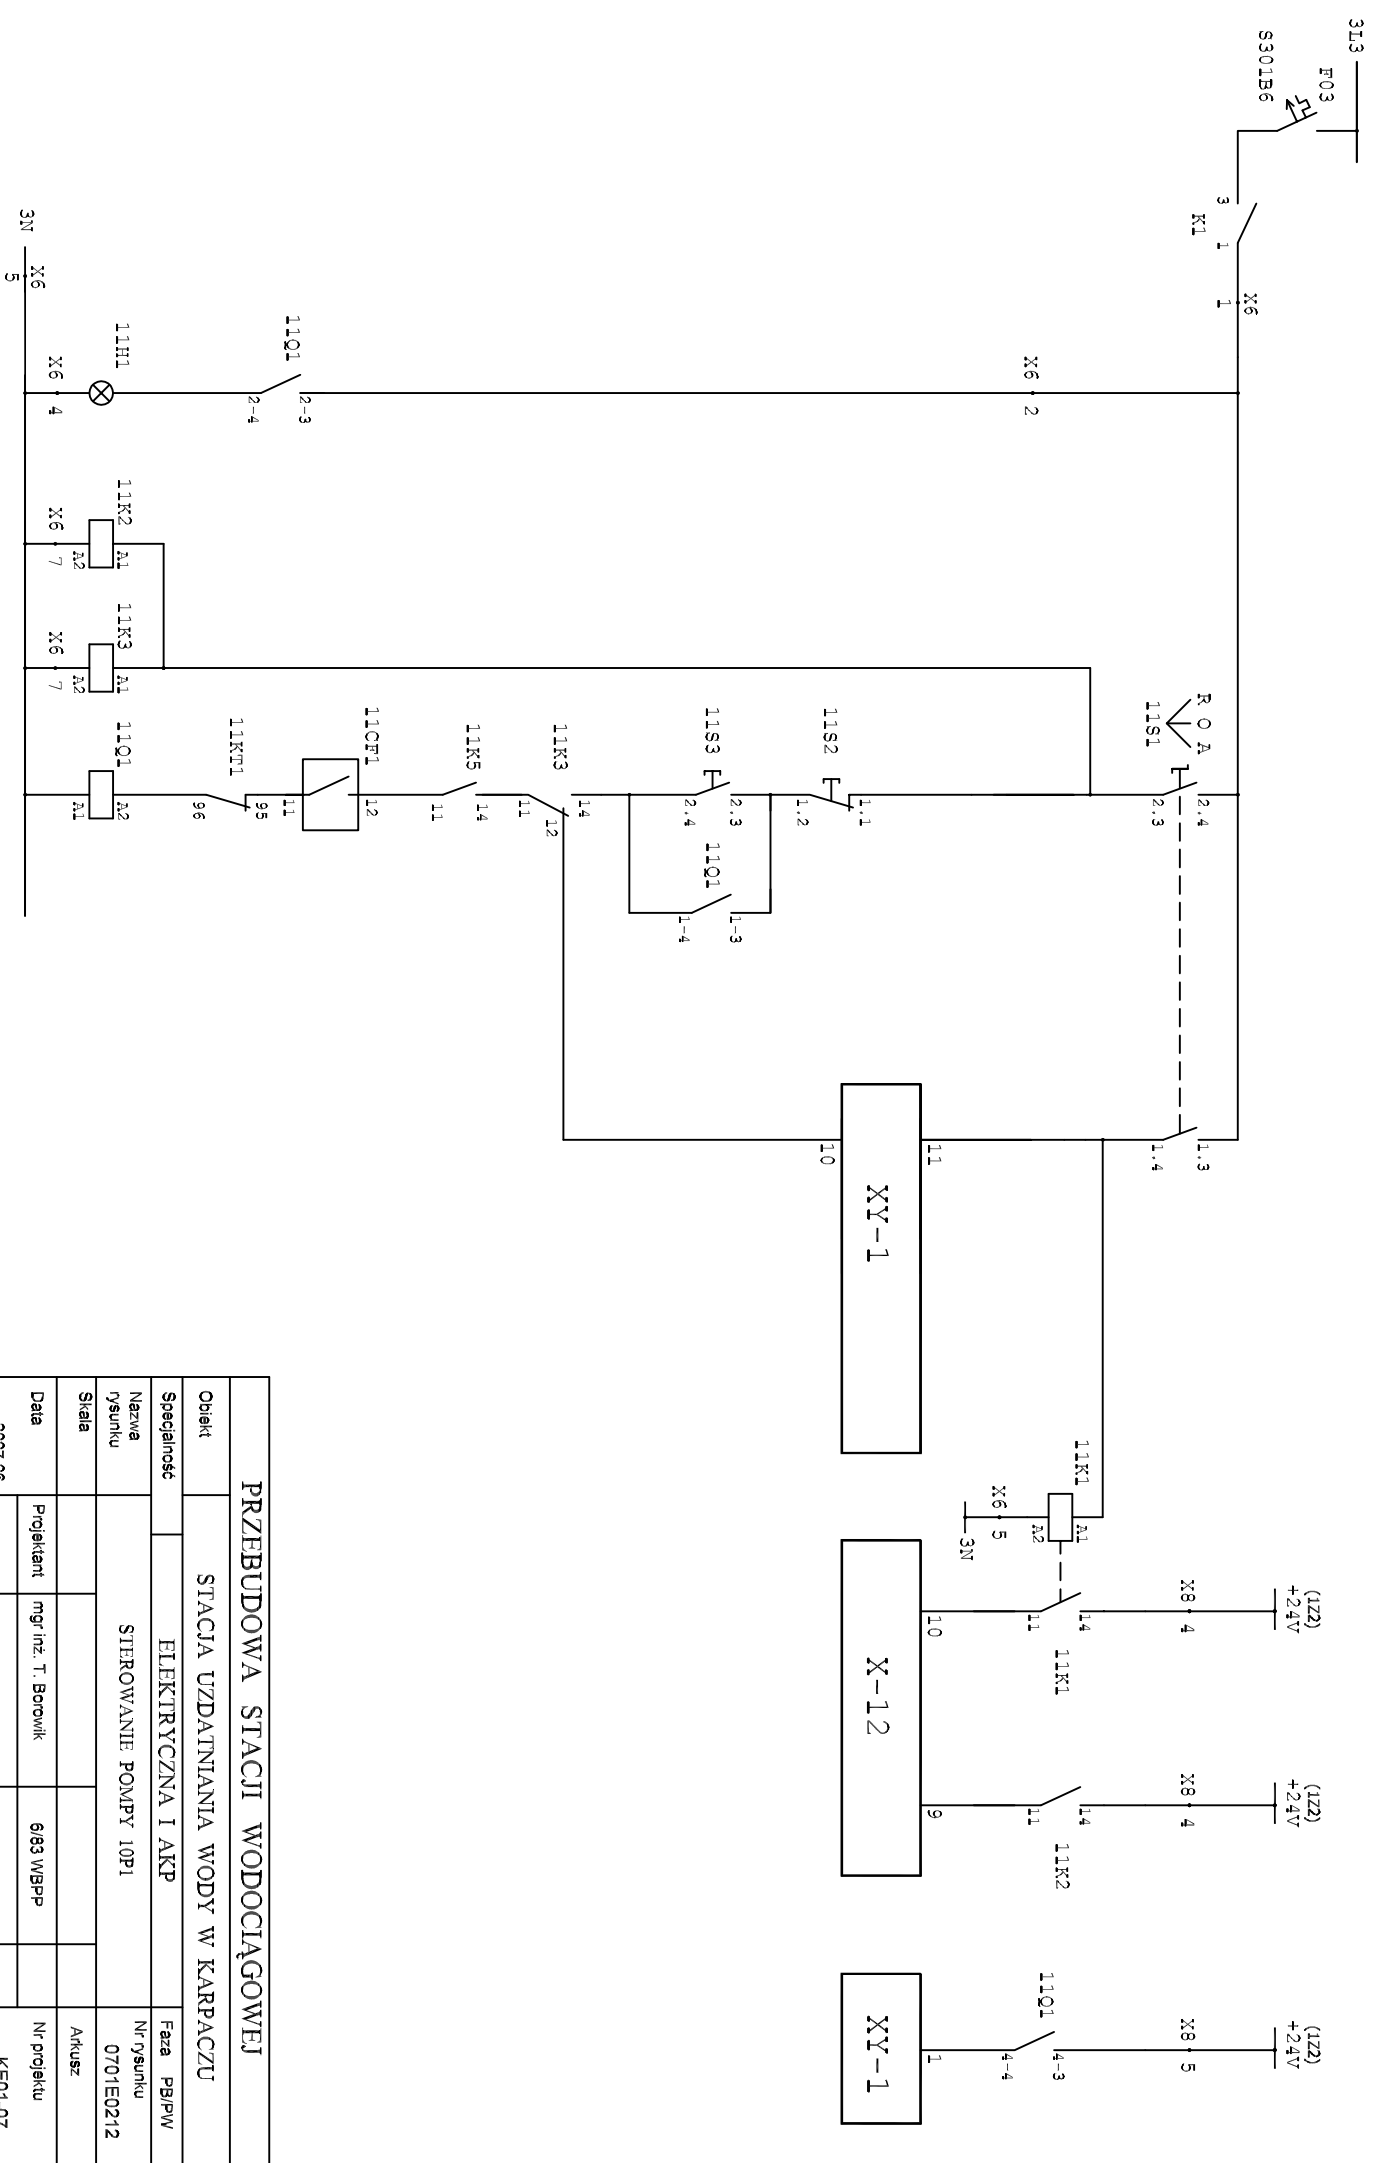 3L3
F03
S301B6
3
K1
1
X6
1
3N
X6
5
X6
2
11Q1
2-3
2-4
11H1
X6
4
11K2
A1
A2
X6
7
11K3
A1
A2
X6
7
R O A
11S1
2.4
2.3
1.3
1.4
11S2
1.1
1.2
11S3
2.3
2.4
11Q1
1-3
1-4
11K3
14
12
11
11K5
14
11
11CF1
12
11
11KT1
95
96
11Q1
A2
A1
11
XY-1
10
11K1
A1
A2
X6
5
3N
(1Z2)
+24V
X8
4
14
11
11K1
10
X-12
(1Z2)
+24V
X8
4
14
11
11K2
9
(1Z2)
+24V
X8
5
11Q1
4-3
4-4
1
XY-1
PRZEBUDOWA STACJI WODOCIĄGOWEJ
Obiekt
STACJA UZDATNIANIA WODY W KARPACZU
Specjalność
ELEKTRYCZNA I AKP
Faza PB/PW
Nazwa
rysunku
STEROWANIE POMPY 10P1
Nr rysunku
0701E0212
Skala
Arkusz
Data
Projektant
mgr inż. T. Borowik
6/83 WBPP
Nr projektu